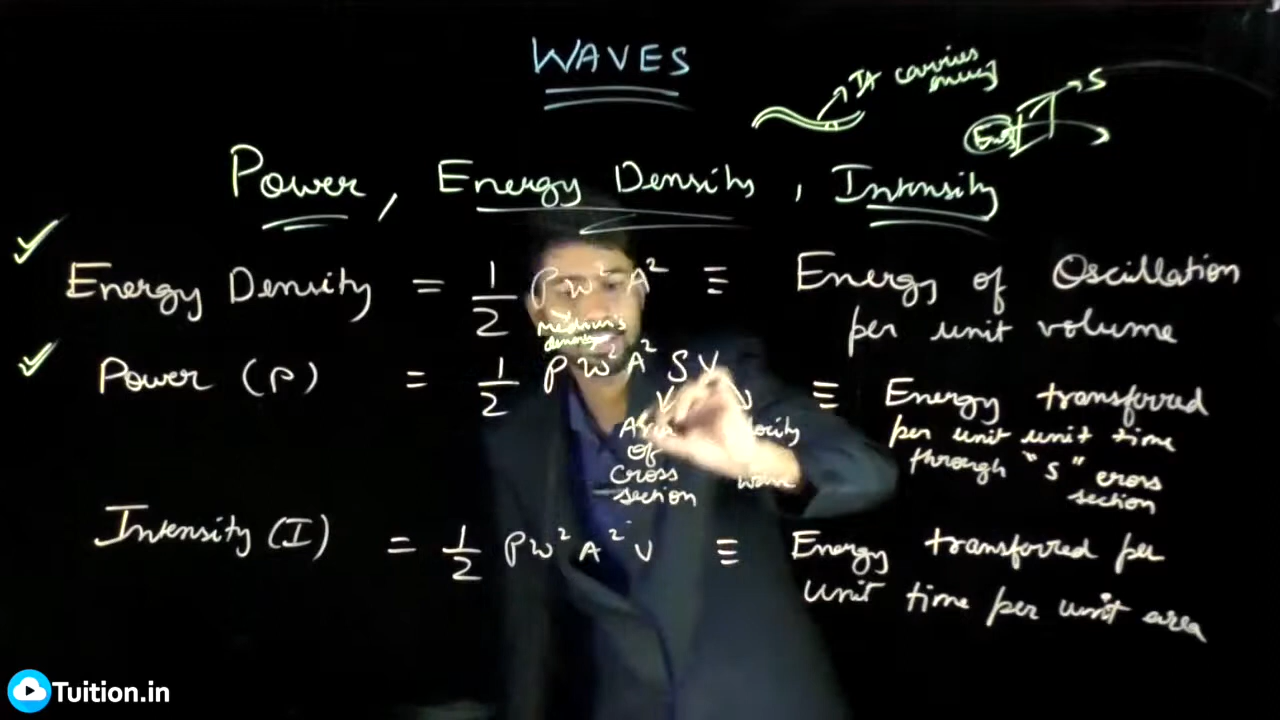 WAVES
It carries
energy
S
Power, Energy Density, Intensity
Energy Density = 1/2 ρω²A² ≡ Energy of Oscillation
per unit volume
medium's
density
Power (P) = 1/2 ρω²A² S V ≡ Energy transferred
per unit unit time
through "S" cross
section
Area
of
cross
section
wave
Intensity (I) = 1/2 ρω²A²V ≡ Energy transferred per
unit time per unit area
Tuition.in